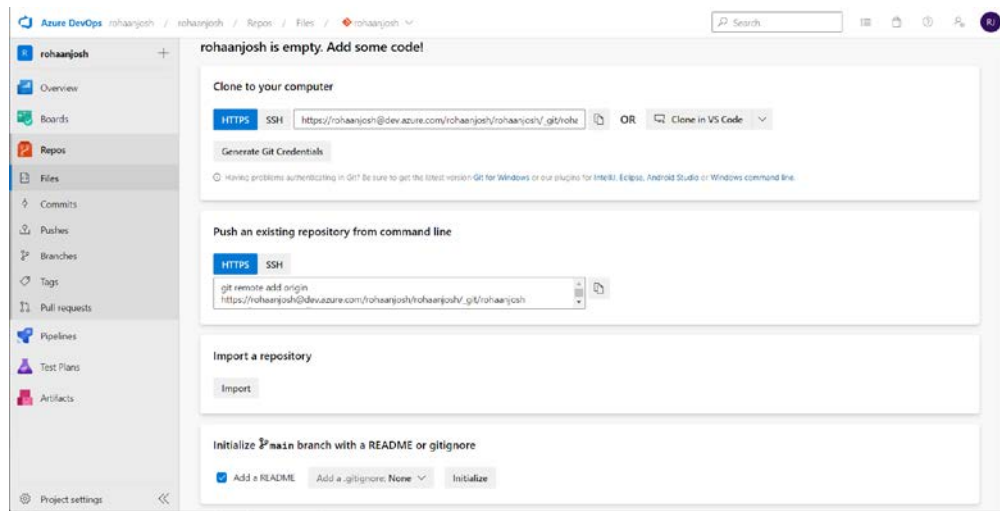 Azure DevOps rohaanjosh / rohaanjosh / Repos / Files / rohaanjosh
Search
RJ
R rohaanjosh
Overview
Boards
Repos
Files
Commits
Pushes
Branches
Tags
Pull requests
Pipelines
Test Plans
Artifacts
Project settings
rohaanjosh is empty. Add some code!
Clone to your computer
HTTPS SSH https://rohaanjosh@dev.azure.com/rohaanjosh/rohaanjosh/_git/roha OR Clone in VS Code
Generate Git Credentials
Having problems authenticating in Git? Be sure to get the latest version Git for Windows or our plugins for IntelliJ, Eclipse, Android Studio or Windows command line.
Push an existing repository from command line
HTTPS SSH
git remote add origin
https://rohaanjosh@dev.azure.com/rohaanjosh/rohaanjosh/_git/rohaanjosh
Import a repository
Import
Initialize main branch with a README or gitignore
Add a README Add a .gitignore: None Initialize